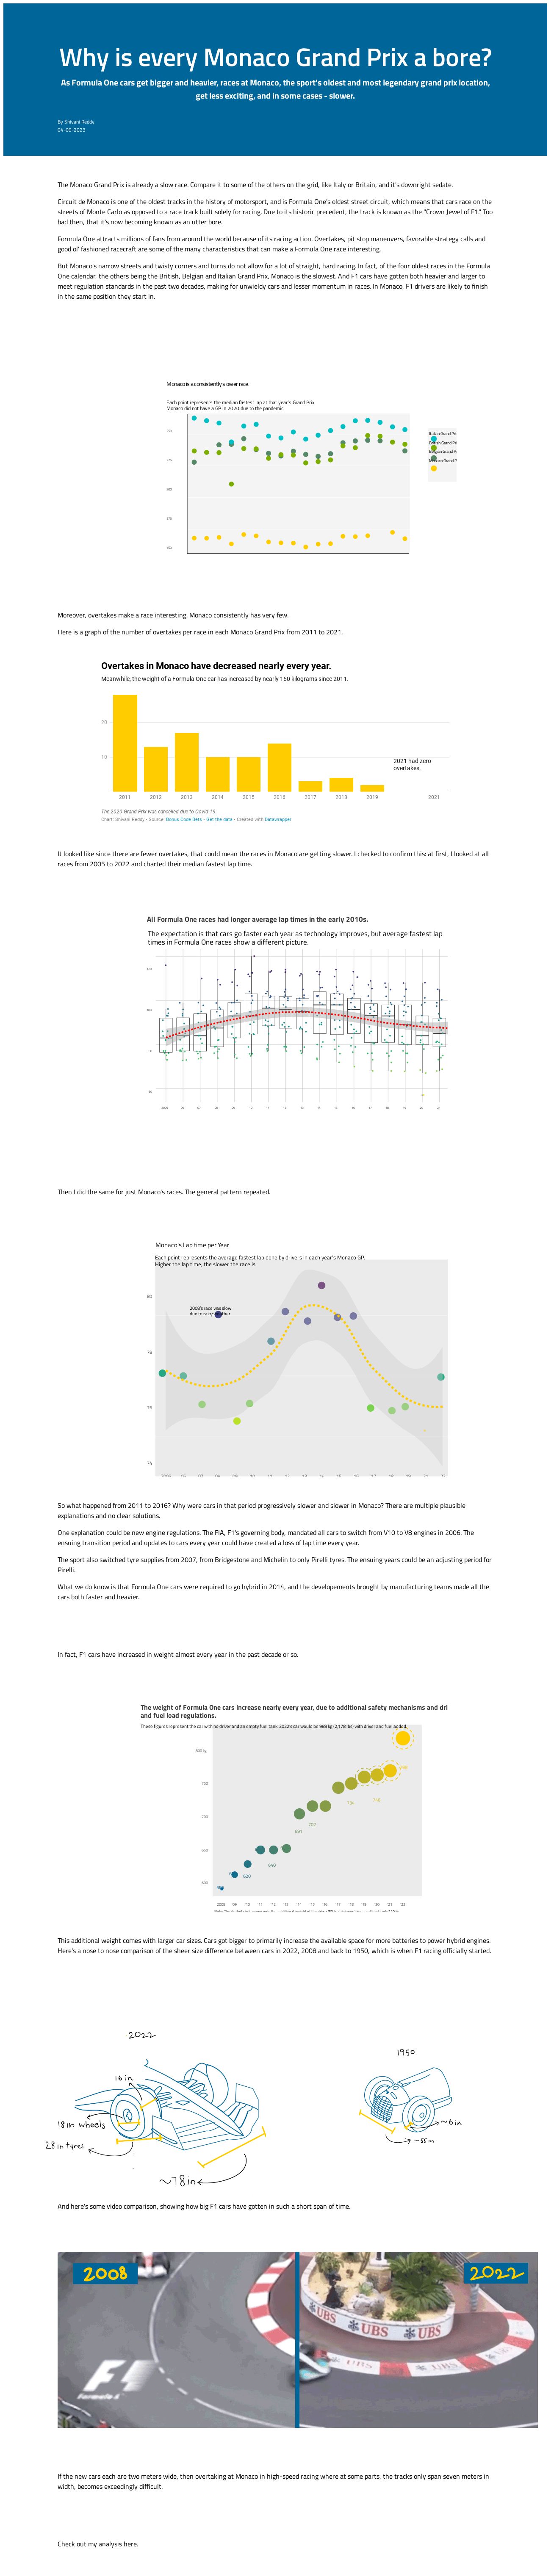 Why is every Monaco Grand Prix a bore?
As Formula One cars get bigger and heavier, races at Monaco, the sport's oldest and most legendary grand prix location,
get less exciting, and in some cases - slower.
By Shivani Reddy
04-09-2023
The Monaco Grand Prix is already a slow race. Compare it to some of the others on the grid, like Italy or Britain, and it's downright sedate.
Circuit de Monaco is one of the oldest tracks in the history of motorsport, and is Formula One's oldest street circuit, which means that cars race on the
streets of Monte Carlo as opposed to a race track built solely for racing. Due to its historic precedent, the track is known as the "Crown Jewel of F1." Too
bad then, that it's now becoming known as an utter bore.
Formula One attracts millions of fans from around the world because of its racing action. Overtakes, pit stop maneuvers, favorable strategy calls and
good ol' fashioned racecraft are some of the many characteristics that can make a Formula One race interesting.
But Monaco's narrow streets and twisty corners and turns do not allow for a lot of straight, hard racing. In fact, of the four oldest races in the Formula
One calendar, the others being the British, Belgian and Italian Grand Prix, Monaco is the slowest. And F1 cars have gotten both heavier and larger to
meet regulation standards in the past two decades, making for unwieldy cars and lesser momentum in races. In Monaco, F1 drivers are likely to finish
in the same position they start in.
Monaco is a consistently slower race.
Each point represents the median fastest lap at that year's Grand Prix.
Monaco did not have a GP in 2020 due to the pandemic.
Italian Grand Pri
British Grand Pri
Belgian Grand P
Monaco Grand P
Moreover, overtakes make a race interesting. Monaco consistently has very few.
Here is a graph of the number of overtakes per race in each Monaco Grand Prix from 2011 to 2021.
Overtakes in Monaco have decreased nearly every year.
Meanwhile, the weight of a Formula One car has increased by nearly 160 kilograms since 2011.
20
10
2021 had zero
overtakes.
2011 2012 2013 2014 2015 2016 2017 2018 2019 2021
The 2020 Grand Prix was cancelled due to Covid-19.
Chart: Shivani Reddy • Source: Bonus Code Bets • Get the data • Created with Datawrapper
It looked like since there are fewer overtakes, that could mean the races in Monaco are getting slower. I checked to confirm this: at first, I looked at all
races from 2005 to 2022 and charted their median fastest lap time.
All Formula One races had longer average lap times in the early 2010s.
The expectation is that cars go faster each year as technology improves, but average fastest lap
times in Formula One races show a different picture.
Then I did the same for just Monaco's races. The general pattern repeated.
Monaco's Lap time per Year
Each point represents the average fastest lap done by drivers in each year's Monaco GP.
Higher the lap time, the slower the race is.
80
2008's race was slow
due to rainy weather
78
76
74
So what happened from 2011 to 2016? Why were cars in that period progressively slower and slower in Monaco? There are multiple plausible
explanations and no clear solutions.
One explanation could be new engine regulations. The FIA, F1's governing body, mandated all cars to switch from V10 to V8 engines in 2006. The
ensuing transition period and updates to cars every year could have created a loss of lap time every year.
The sport also switched tyre supplies from 2007, from Bridgestone and Michelin to only Pirelli tyres. The ensuing years could be an adjusting period for
Pirelli.
What we do know is that Formula One cars were required to go hybrid in 2014, and the developements brought by manufacturing teams made all the
cars both faster and heavier.
In fact, F1 cars have increased in weight almost every year in the past decade or so.
The weight of Formula One cars increase nearly every year, due to additional safety mechanisms and dri
and fuel load regulations.
These figures represent the car with no driver and an empty fuel tank. 2022's car would be 988 kg (2,178 lbs) with driver and fuel added.
800 kg
750
700
650
600
620
640
691
702
734
746
2008 '09 '10 '11 '12 '13 '14 '15 '16 '17 '18 '19 '20 '21 '22
This additional weight comes with larger car sizes. Cars got bigger to primarily increase the available space for more batteries to power hybrid engines.
Here's a nose to nose comparison of the sheer size difference between cars in 2022, 2008 and back to 1950, which is when F1 racing officially started.
2022
1950
16 in
18 in wheels
28 in tyres
~78 in
~6 in
~55 in
And here's some video comparison, showing how big F1 cars have gotten in such a short span of time.
2008
2022
UBS
UBS UBS UBS
F1
Formula 1
If the new cars each are two meters wide, then overtaking at Monaco in high-speed racing where at some parts, the tracks only span seven meters in
width, becomes exceedingly difficult.
Check out my analysis here.